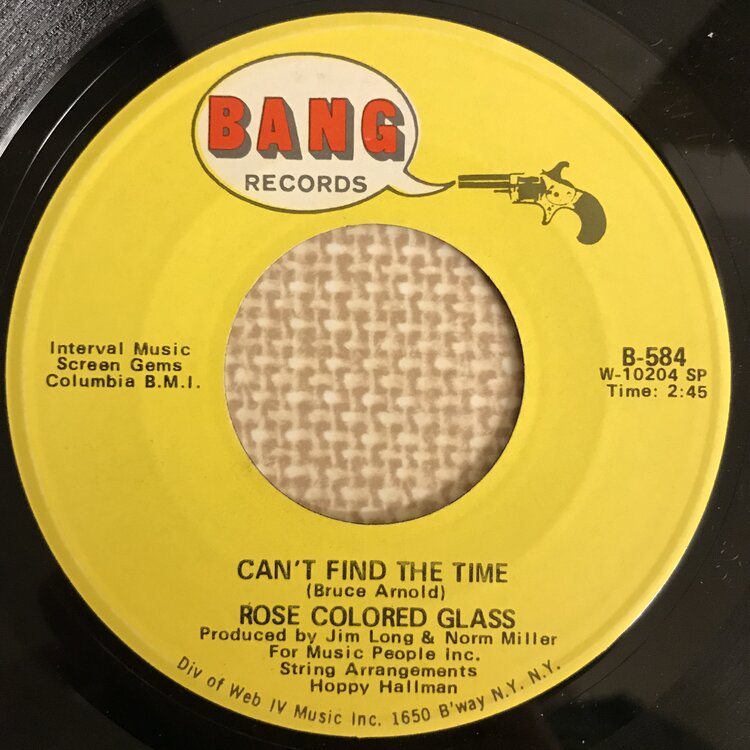 BANG
RECORDS
Interval Music
Screen Gems
Columbia B.M.I.
B-584
W-10204 SP
Time: 2:45
CAN'T FIND THE TIME
(Bruce Arnold)
ROSE COLORED GLASS
Produced by Jim Long & Norm Miller
For Music People Inc.
String Arrangements
Hoppy Hallman
Div of Web IV Music Inc. 1650 B'way N.Y. N.Y.